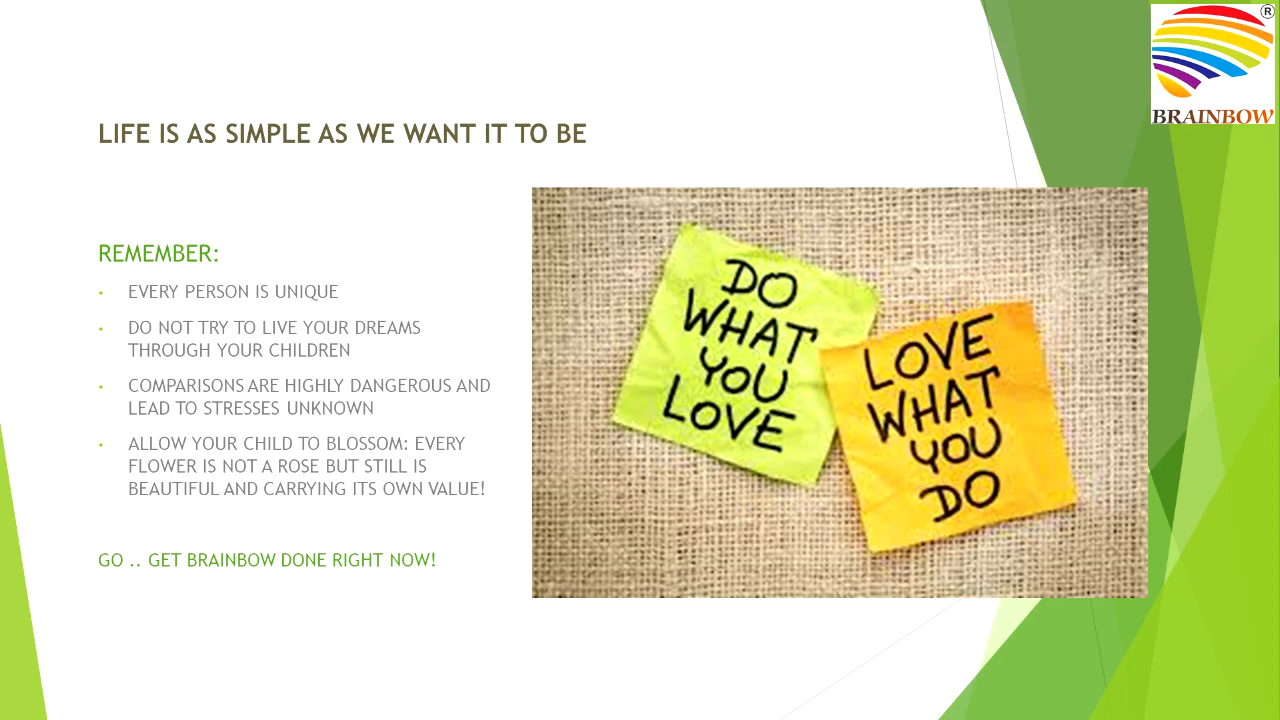 ®
BRAINBOW
LIFE IS AS SIMPLE AS WE WANT IT TO BE
REMEMBER:
• EVERY PERSON IS UNIQUE
• DO NOT TRY TO LIVE YOUR DREAMS
THROUGH YOUR CHILDREN
• COMPARISONS ARE HIGHLY DANGEROUS AND
LEAD TO STRESSES UNKNOWN
• ALLOW YOUR CHILD TO BLOSSOM: EVERY
FLOWER IS NOT A ROSE BUT STILL IS
BEAUTIFUL AND CARRYING ITS OWN VALUE!
GO .. GET BRAINBOW DONE RIGHT NOW!
DO
WHAT
YOU
LOVE
LOVE
WHAT
YOU
DO